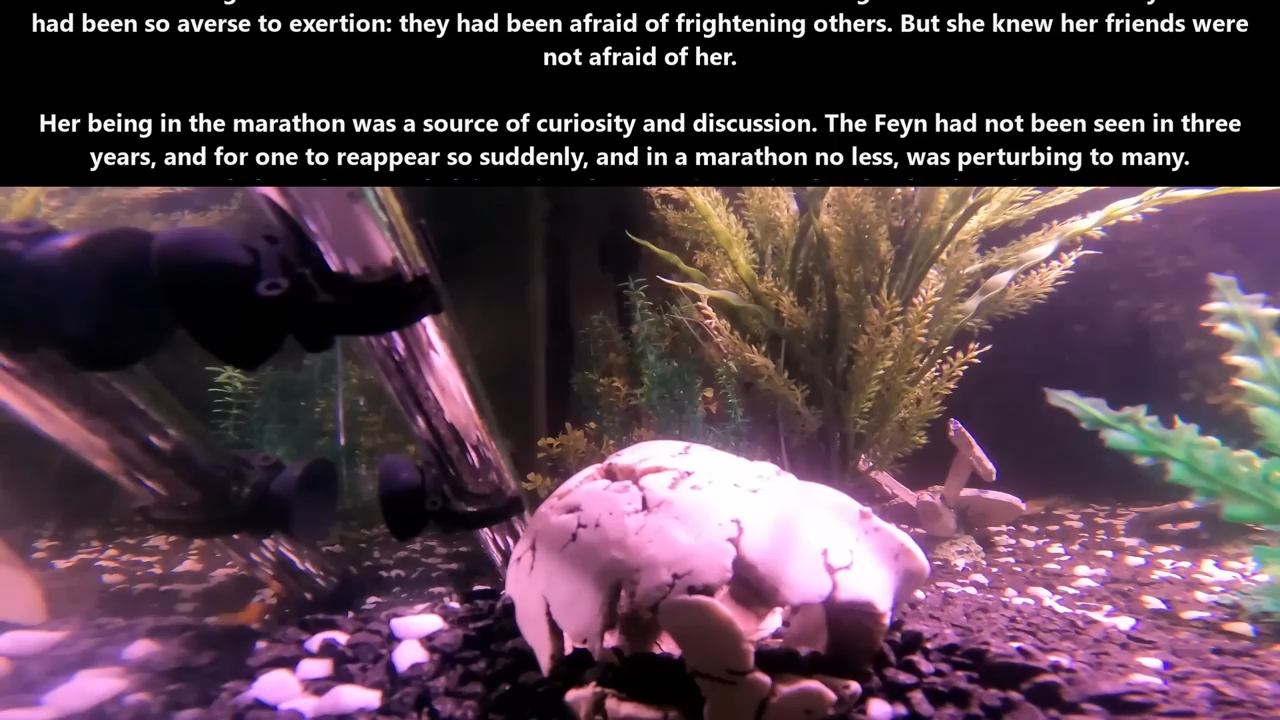 had been so averse to exertion: they had been afraid of frightening others. But she knew her friends were
not afraid of her.
Her being in the marathon was a source of curiosity and discussion. The Feyn had not been seen in three
years, and for one to reappear so suddenly, and in a marathon no less, was perturbing to many.